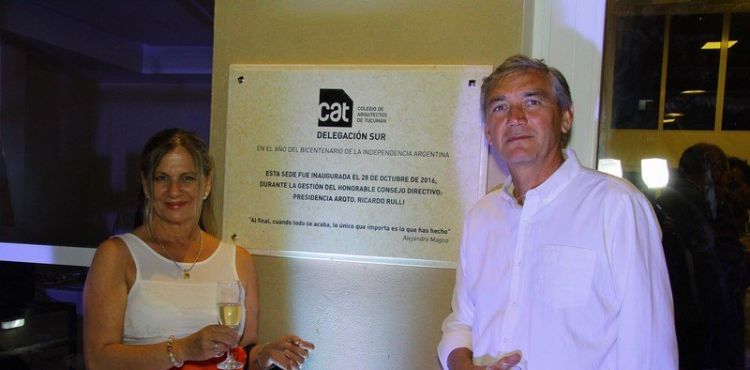 cat
COLEGIO DE
ARQUITECTOS
DE TUCUMÁN
DELEGACIÓN SUR
EN EL AÑO DEL BICENTENARIO DE LA INDEPENDENCIA ARGENTINA
ESTA SEDE FUE INAUGURADA EL 28 DE OCTUBRE DE 2016,
DURANTE LA GESTIÓN DEL HONORABLE CONSEJO DIRECTIVO:
PRESIDENCIA ARQTO. RICARDO RULLI
"Al final, cuando todo se acaba, lo único que importa es lo que has hecho"
Alejandro Magno